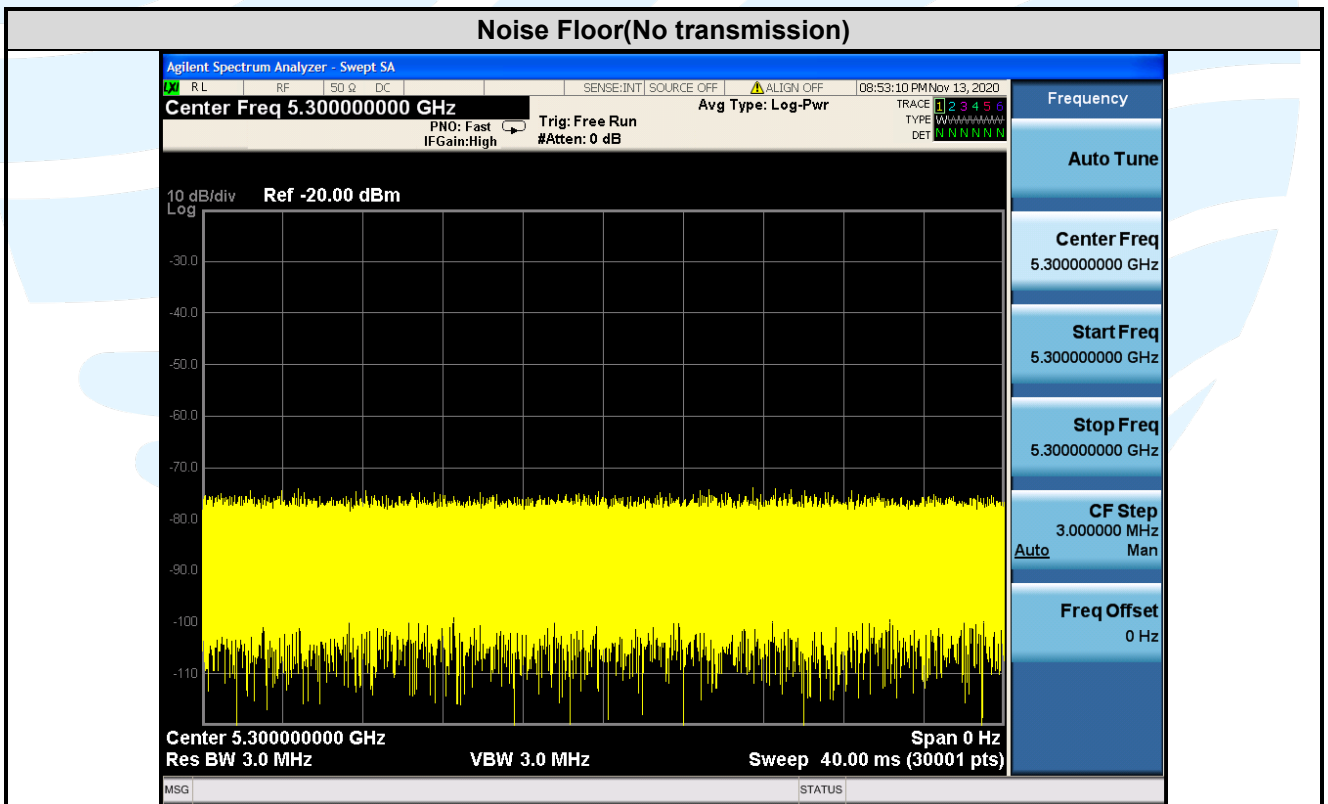 Noise Floor(No transmission)
Agilent Spectrum Analyzer - Swept SA
LXI RL RF 50 Ω DC SENSE:INT SOURCE OFF ALIGN OFF 08:53:10 PM Nov 13, 2020
Center Freq 5.300000000 GHz
PNO: Fast
IFGain:High
Trig: Free Run
#Atten: 0 dB
Avg Type: Log-Pwr
TRACE 1 2 3 4 5 6
TYPE WWWWWW
DET N N N N N N
10 dB/div Ref -20.00 dBm
Log
-30.0
-40.0
-50.0
-60.0
-70.0
-80.0
-90.0
-100
-110
Center 5.300000000 GHz Span 0 Hz
Res BW 3.0 MHz VBW 3.0 MHz Sweep 40.00 ms (30001 pts)
MSG STATUS
Frequency
Auto Tune
Center Freq
5.300000000 GHz
Start Freq
5.300000000 GHz
Stop Freq
5.300000000 GHz
CF Step
3.000000 MHz
Auto Man
Freq Offset
0 Hz